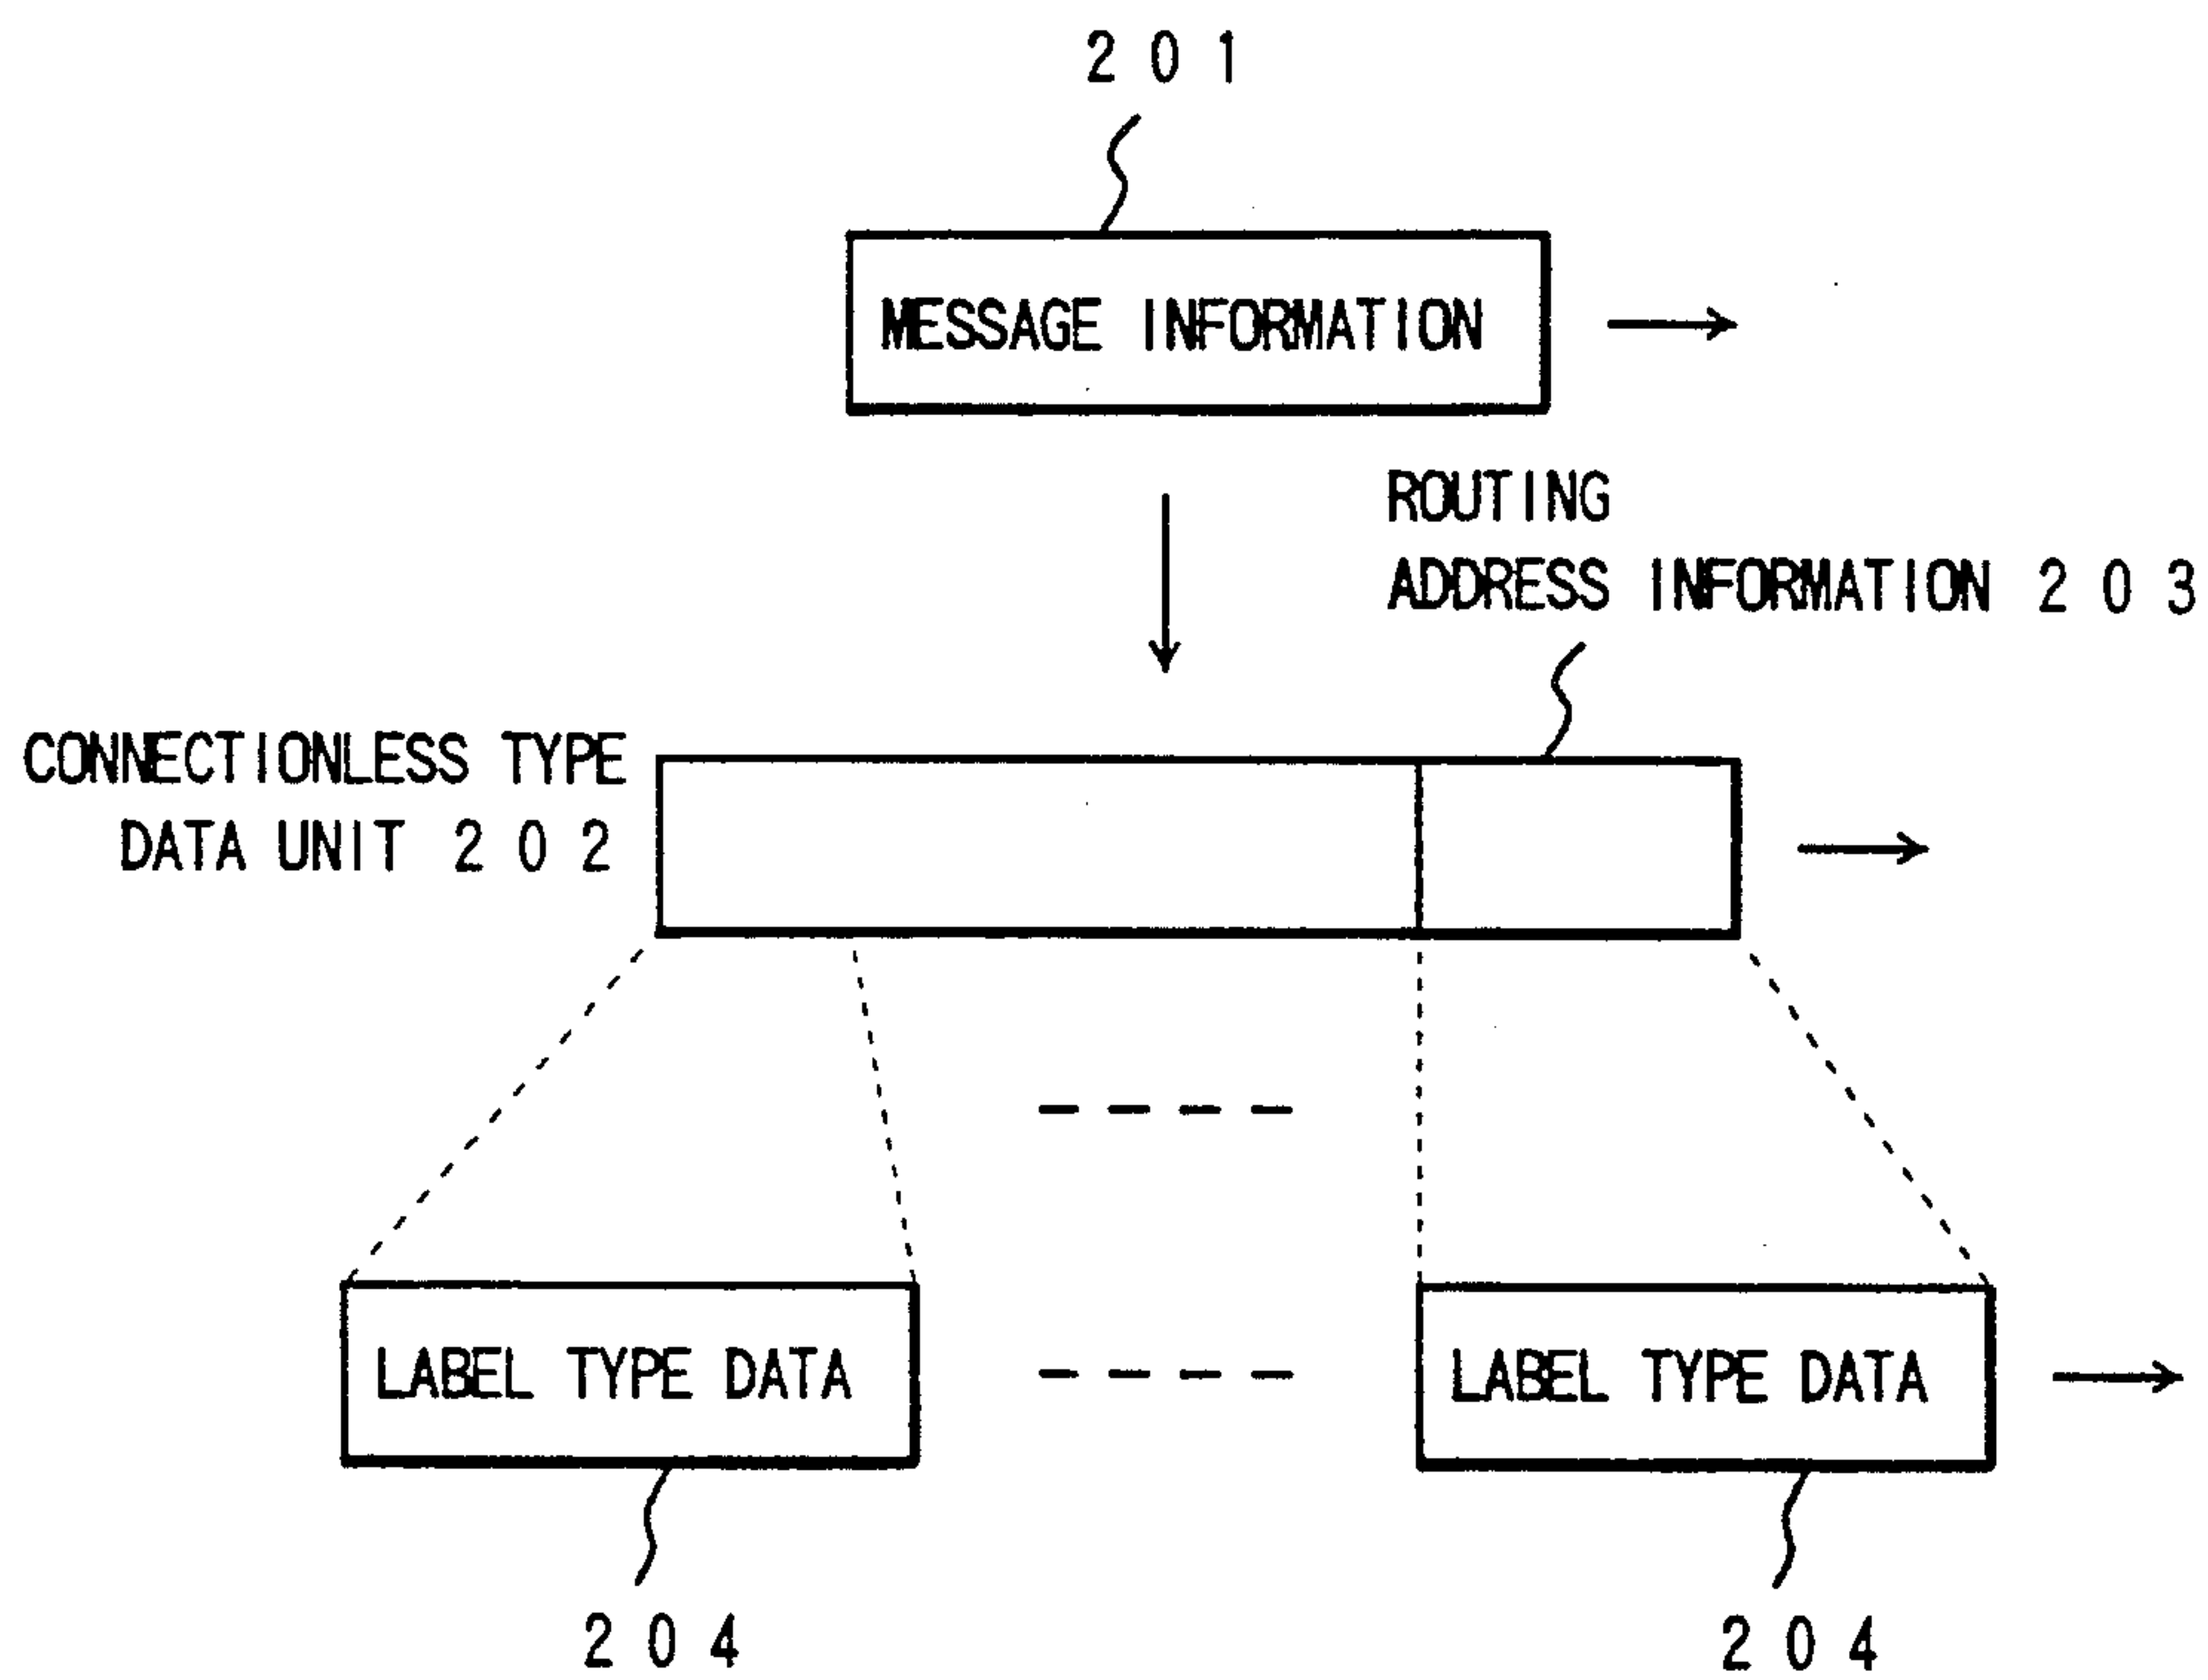 201
MESSAGE INFORMATION
ROUTING
ADDRESS INFORMATION 203
CONNECTIONLESS TYPE
DATA UNIT 202
LABEL TYPE DATA
LABEL TYPE DATA
204
204